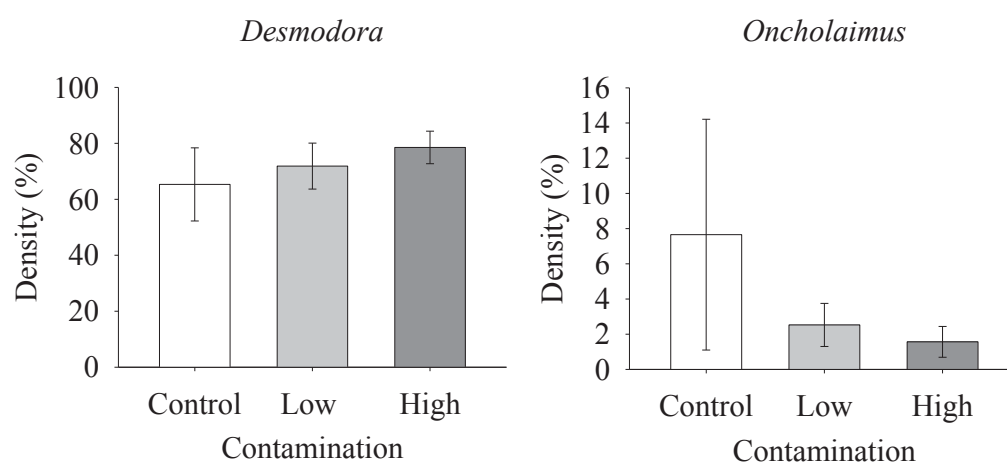 Desmodora
Density (%)
100
80
60
40
20
0
Control Low High
Contamination
Oncholaimus
Density (%)
16
14
12
10
8
6
4
2
0
Control Low High
Contamination